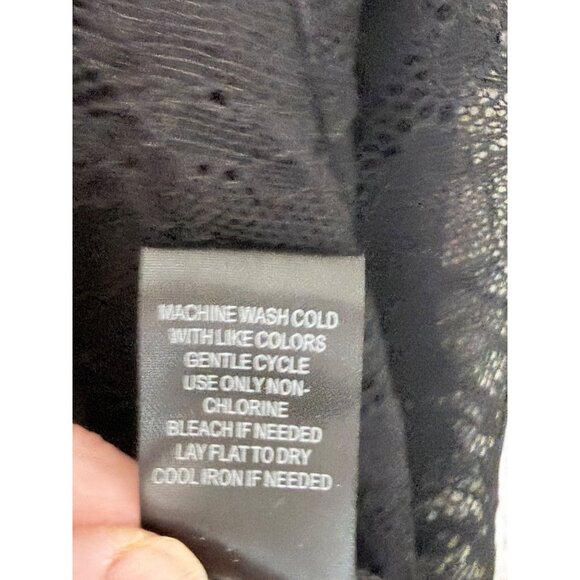 MACHINE WASH COLD
WITH LIKE COLORS
GENTLE CYCLE
USE ONLY NON-
CHLORINE
BLEACH IF NEEDED
LAY FLAT TO DRY
COOL IRON IF NEEDED